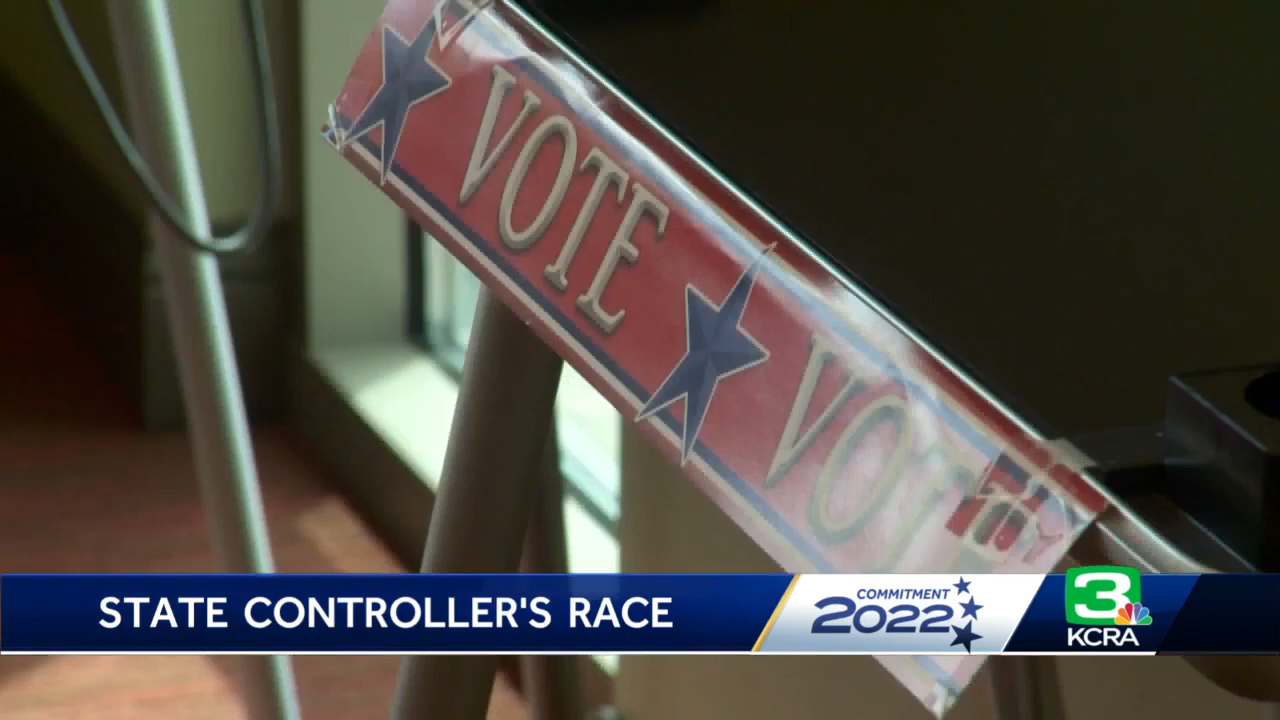 VOTE
VOTE
STATE CONTROLLER'S RACE
COMMITMENT
2022
3
KCRA